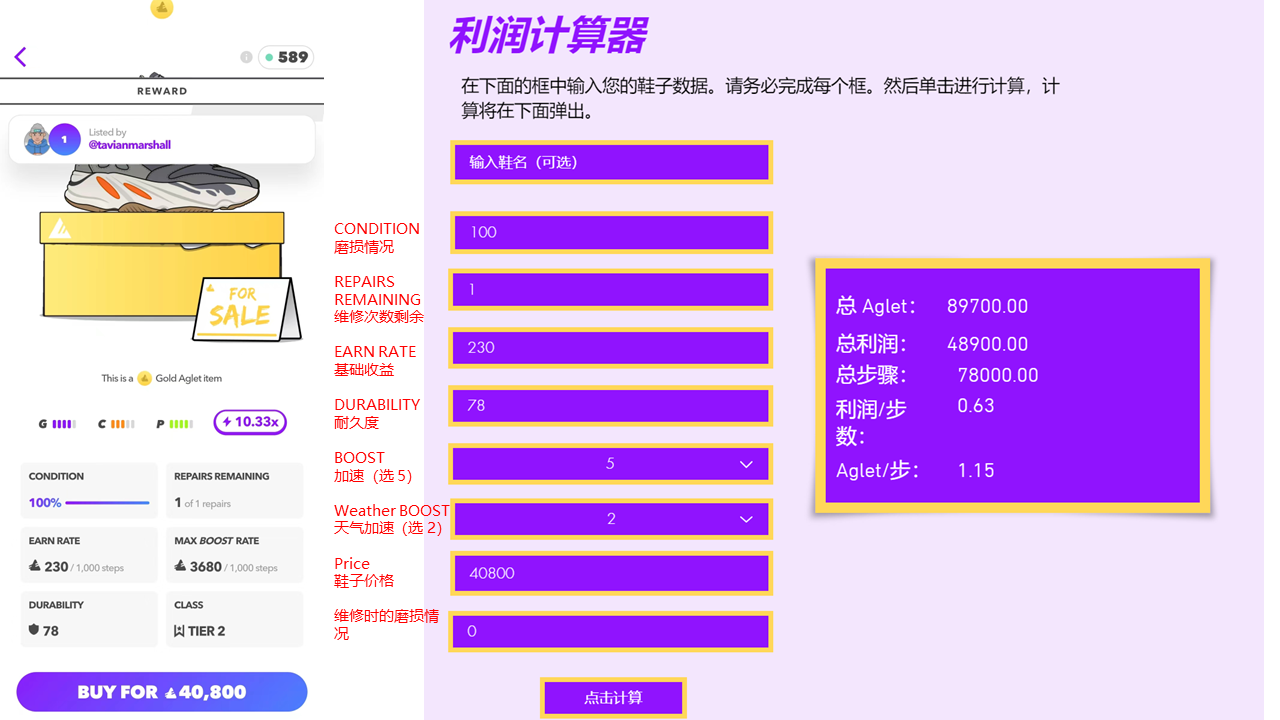 589
REWARD
1
Listed by
@tavianmarshall
FOR
SALE
This is a Gold Aglet item
G C P 10.33x
CONDITION
100%
REPAIRS REMAINING
1 of 1 repairs
EARN RATE
230 / 1,000 steps
MAX BOOST RATE
3680 / 1,000 steps
DURABILITY
78
CLASS
TIER 2
BUY FOR 40,800
利润计算器
在下面的框中输入您的鞋子数据。请务必完成每个框。然后单击进行计算，计
算将在下面弹出。
输入鞋名（可选）
CONDITION
磨损情况
100
REPAIRS
REMAINING
维修次数剩余
1
EARN RATE
基础收益
230
DURABILITY
耐久度
78
BOOST
加速（选 5）
5
Weather BOOST
天气加速（选 2）
2
Price
鞋子价格
40800
维修时的磨损情
况
0
点击计算
总 Aglet： 89700.00
总利润： 48900.00
总步骤： 78000.00
利润/步 0.63
数：
Aglet/步： 1.15